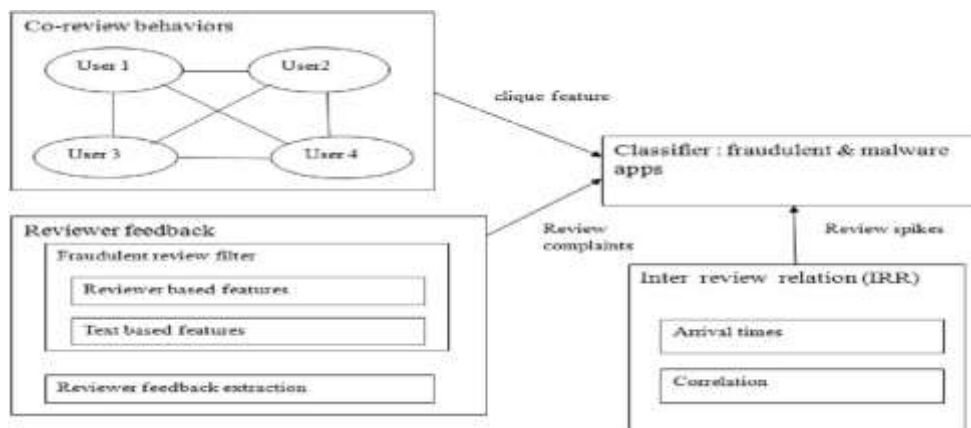 Co-review behaviors
User 1
User2
User 3
User 4
clique feature
Classifier : fraudulent & malware
apps
Reviewer feedback
Fraudulent review filter
Reviewer based features
Text based features
Reviewer feedback extraction
Review
complaints
Review spikes
Inter review relation (IRR)
Arrival times
Correlation